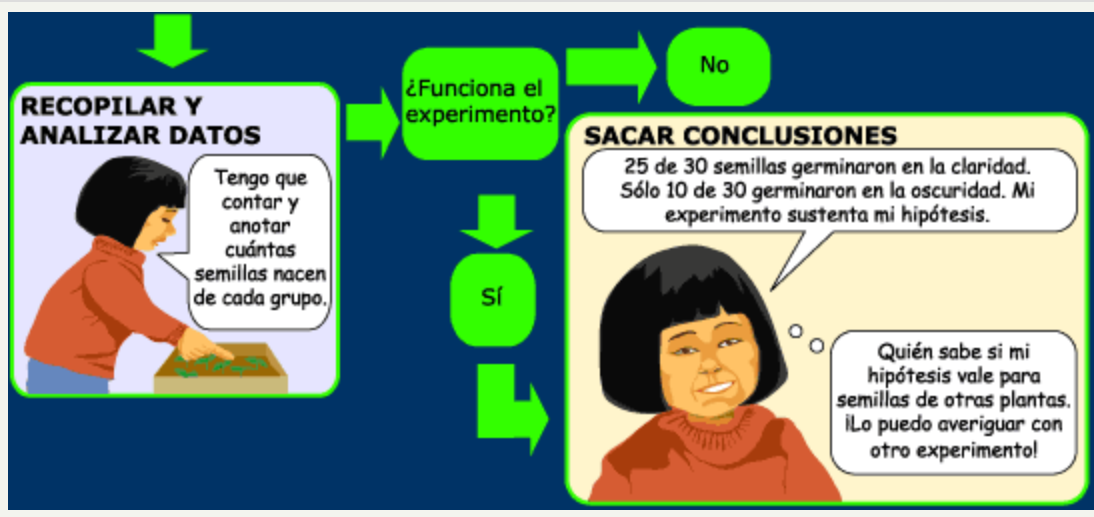 RECOPILAR Y
ANALIZAR DATOS
Tengo que
contar y
anotar
cuántas
semillas nacen
de cada grupo.
¿Funciona el
experimento?
No
Sí
SACAR CONCLUSIONES
25 de 30 semillas germinaron en la claridad.
Sólo 10 de 30 germinaron en la oscuridad. Mi
experimento sustenta mi hipótesis.
Quién sabe si mi
hipótesis vale para
semillas de otras plantas.
¡Lo puedo averiguar con
otro experimento!